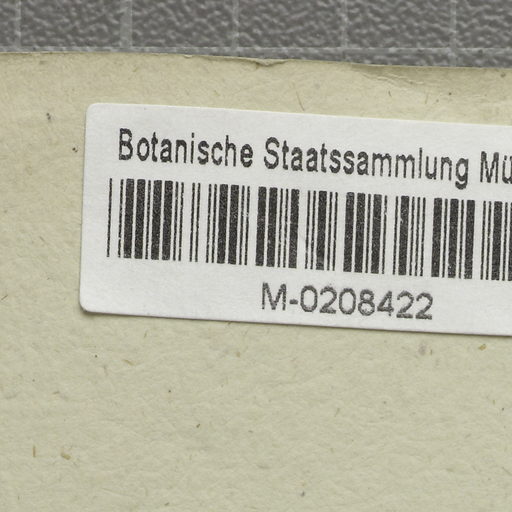 Botanische Staatssammlung Mü
M-0208422